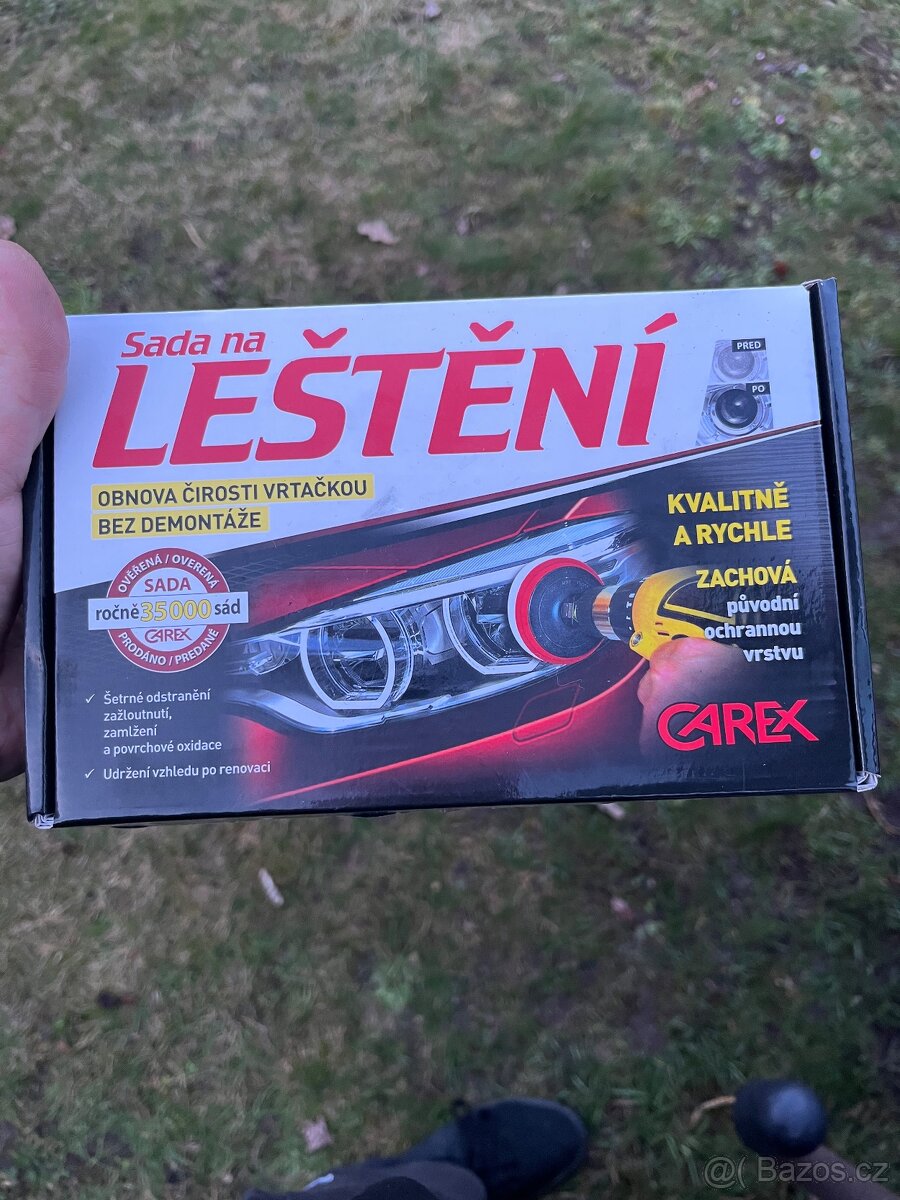 Sada na
LEŠTĚNÍ
PRED
PO
OBNOVA ČIROSTI VRTAČKOU
BEZ DEMONTÁŽE
KVALITNĚ
A RYCHLE
OVĚŘENÁ / OVERENÁ
SADA
ročně 35000 sád
CAREX
PRODÁNO / PREDANÉ
ZACHOVÁ
původní
ochrannou
vrstvu
✓ Šetrné odstranění
zažloutnutí,
zamlžení
a povrchové oxidace
✓ Udržení vzhledu po renovaci
CAREX
@( Bazos.cz